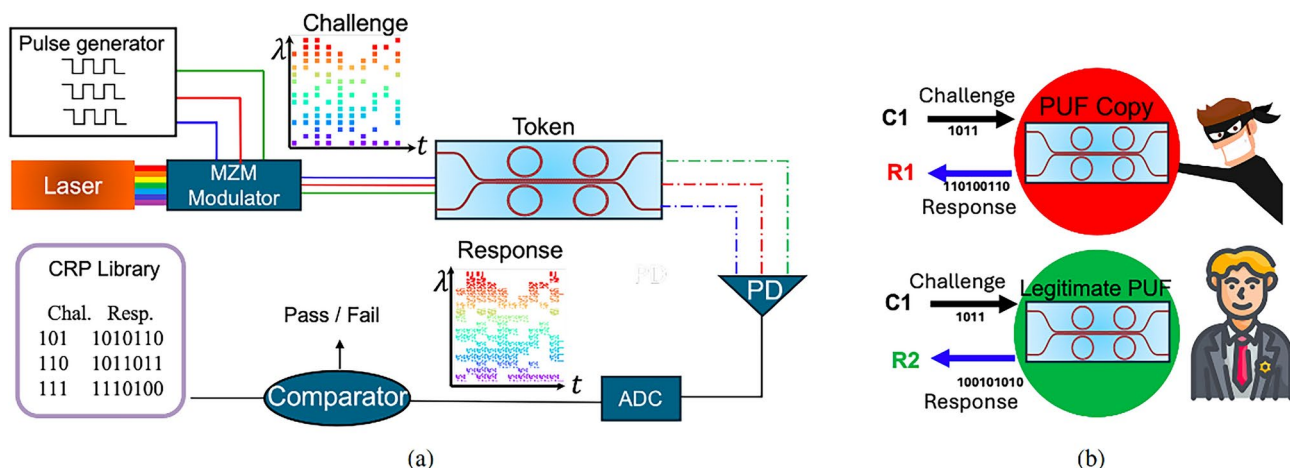 Pulse generator
Challenge
λ
t
Laser
MZM
Modulator
Token
CRP Library
Chal. Resp.
101 1010110
110 1011011
111 1110100
Pass / Fail
Comparator
Response
λ
t
PD
PD
ADC
(a)
PUF Copy
C1
Challenge
1011
R1
110100110
Response
Legitimate PUF
C1
Challenge
1011
R2
100101010
Response
(b)